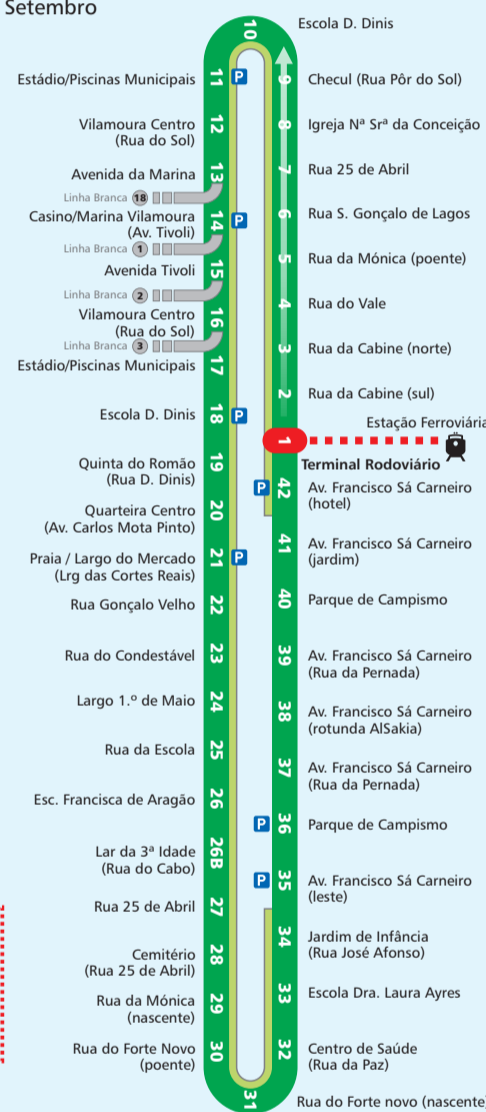 Setembro
10
Escola D. Dinis
Estádio/Piscinas Municipais
11
P
12
Vilamoura Centro
(Rua do Sol)
13
Avenida da Marina
Linha Branca 18
14
P
Casino/Marina Vilamoura
(Av. Tivoli)
Linha Branca 1
15
Avenida Tivoli
Linha Branca 2
16
Vilamoura Centro
(Rua do Sol)
Linha Branca 3
17
Estádio/Piscinas Municipais
18
P
Escola D. Dinis
19
Quinta do Romão
(Rua D. Dinis)
20
Quarteira Centro
(Av. Carlos Mota Pinto)
21
P
Praia / Largo do Mercado
(Lrg das Cortes Reais)
22
Rua Gonçalo Velho
23
Rua do Condestável
24
Largo 1.º de Maio
25
Rua da Escola
26
Esc. Francisca de Aragão
26B
Lar da 3ª Idade
(Rua do Cabo)
27
Rua 25 de Abril
28
Cemitério
(Rua 25 de Abril)
29
Rua da Mónica
(nascente)
30
Rua do Forte Novo
(poente)
9
Checul (Rua Pôr do Sol)
8
Igreja Nª Srª da Conceição
7
Rua 25 de Abril
6
Rua S. Gonçalo de Lagos
5
Rua da Mónica (poente)
4
Rua do Vale
3
Rua da Cabine (norte)
2
Rua da Cabine (sul)
Estação Ferroviária
1
Terminal Rodoviário
P
42
Av. Francisco Sá Carneiro
(hotel)
41
Av. Francisco Sá Carneiro
(jardim)
40
Parque de Campismo
39
Av. Francisco Sá Carneiro
(Rua da Pernada)
38
Av. Francisco Sá Carneiro
(rotunda AlSakia)
37
Av. Francisco Sá Carneiro
(Rua da Pernada)
P
36
Parque de Campismo
P
35
Av. Francisco Sá Carneiro
(leste)
34
Jardim de Infância
(Rua José Afonso)
33
Escola Dra. Laura Ayres
32
Centro de Saúde
(Rua da Paz)
31
Rua do Forte novo (nascente)